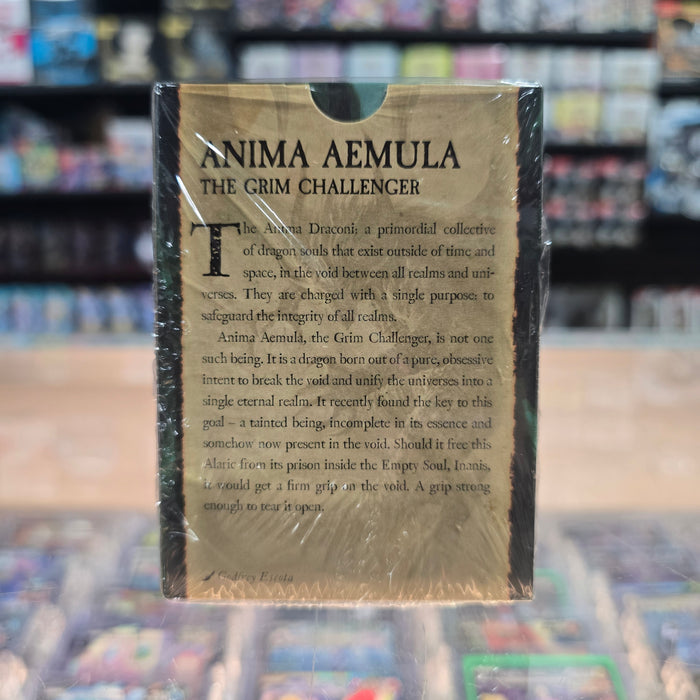 ANIMA AEMULA
THE GRIM CHALLENGER
The Anima Draconi; a primordial collective
of dragon souls that exist outside of time and
space, in the void between all realms and uni-
verses. They are charged with a single purpose: to
safeguard the integrity of all realms.
Anima Aemula, the Grim Challenger, is not one
such being. It is a dragon born out of a pure, obsessive
intent to break the void and unify the universes into a
single eternal realm. It recently found the key to this
goal – a tainted being, incomplete in its essence and
somehow now present in the void. Should it free this
Alaric from its prison inside the Empty Soul, Inanis,
it would get a firm grip on the void. A grip strong
enough to tear it open.
Godfrey Escota